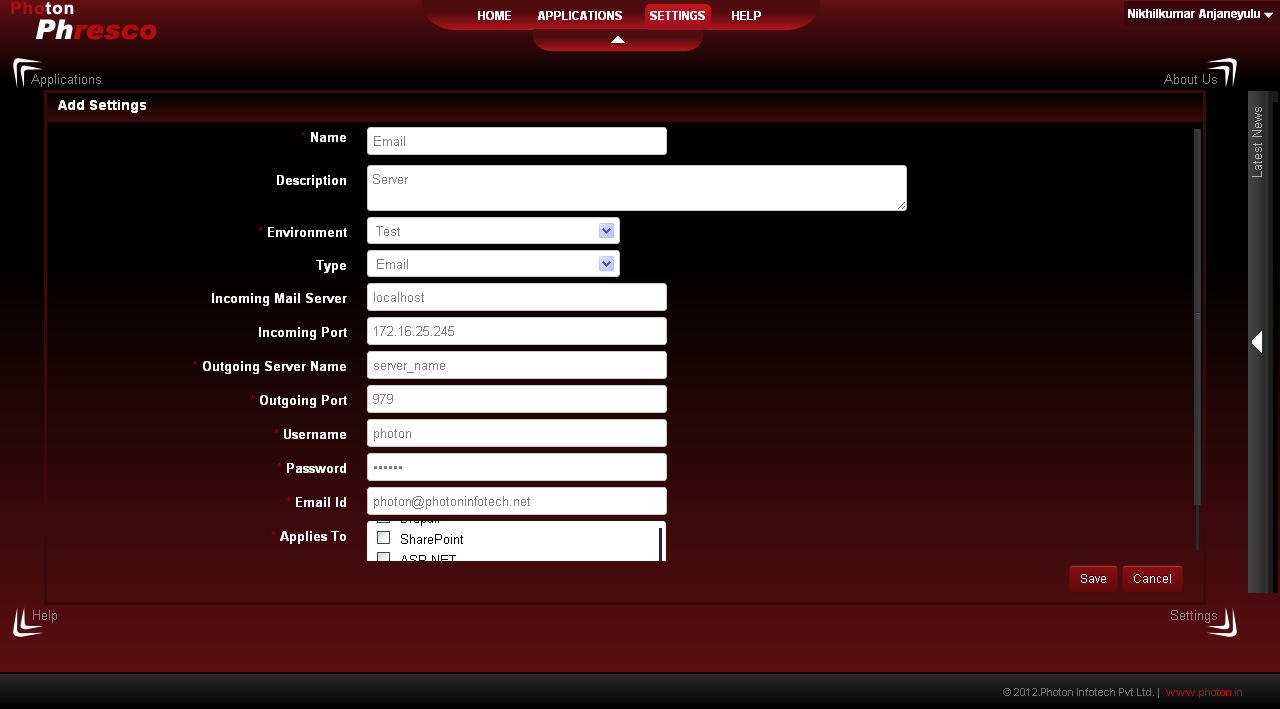 Photon
Phresco
HOME APPLICATIONS SETTINGS HELP
Nikhilkumar Anjaneyulu
Applications
About Us
Add Settings
Latest News
* Name Email
Description Server
* Environment Test
Type Email
Incoming Mail Server localhost
Incoming Port 172.16.25.245
* Outgoing Server Name server_name
* Outgoing Port 979
* Username photon
* Password ••••••
* Email Id photon@photoninfotech.net
Drupal7
* Applies To SharePoint
ASP.NET
Save Cancel
Help
Settings
© 2012.Photon Infotech Pvt Ltd. | www.photon.in